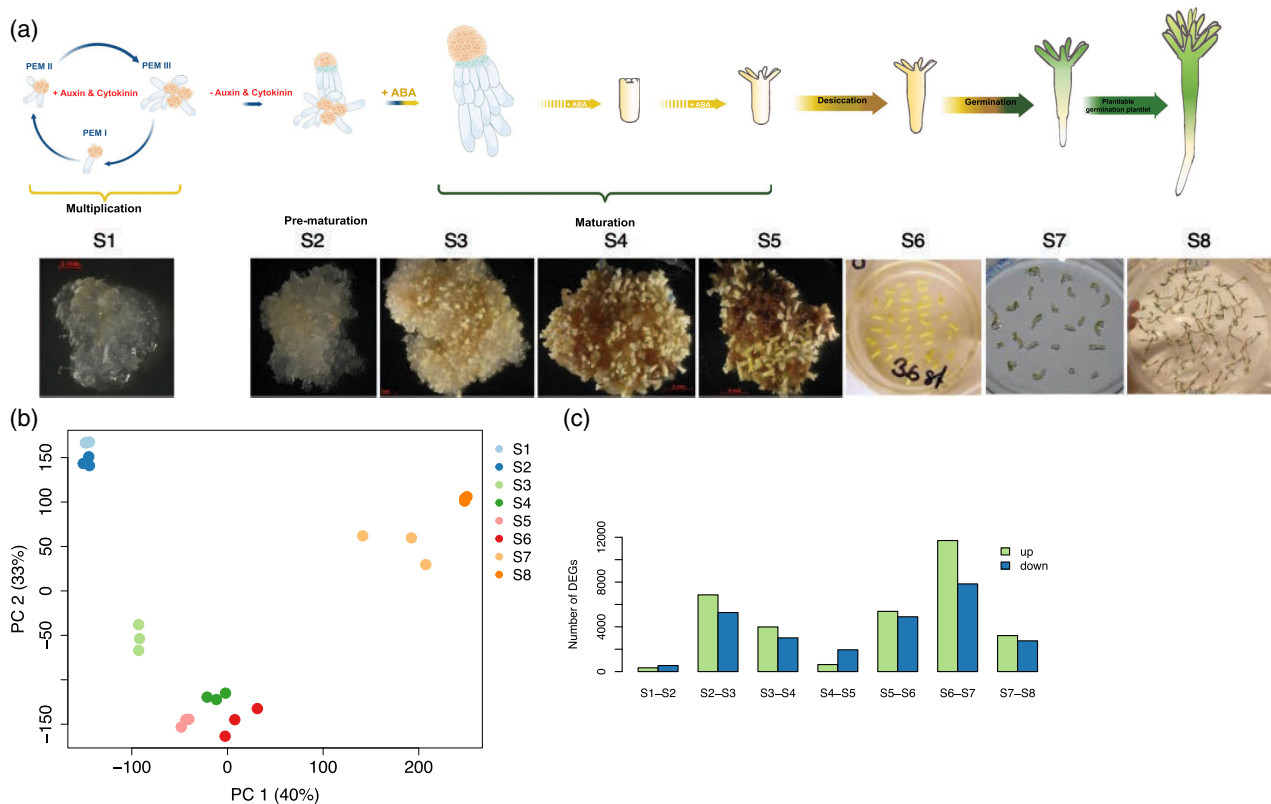 (a)
PEM II
PEM III
+ Auxin & Cytokinin
- Auxin & Cytokinin
+ ABA
+ ABA
+ ABA
Desiccation
Germination
Plantlable
germination plantlet
PEM I
Multiplication
Pre-maturation
Maturation
S1
S2
S3
S4
S5
S6
S7
S8
36 gf
(b)
PC 2 (33%)
150
100
50
0
−50
−150
−100
0
100
200
PC 1 (40%)
S1
S2
S3
S4
S5
S6
S7
S8
(c)
Number of DEGs
12000
8000
4000
0
up
down
S1–S2
S2–S3
S3–S4
S4–S5
S5–S6
S6–S7
S7–S8